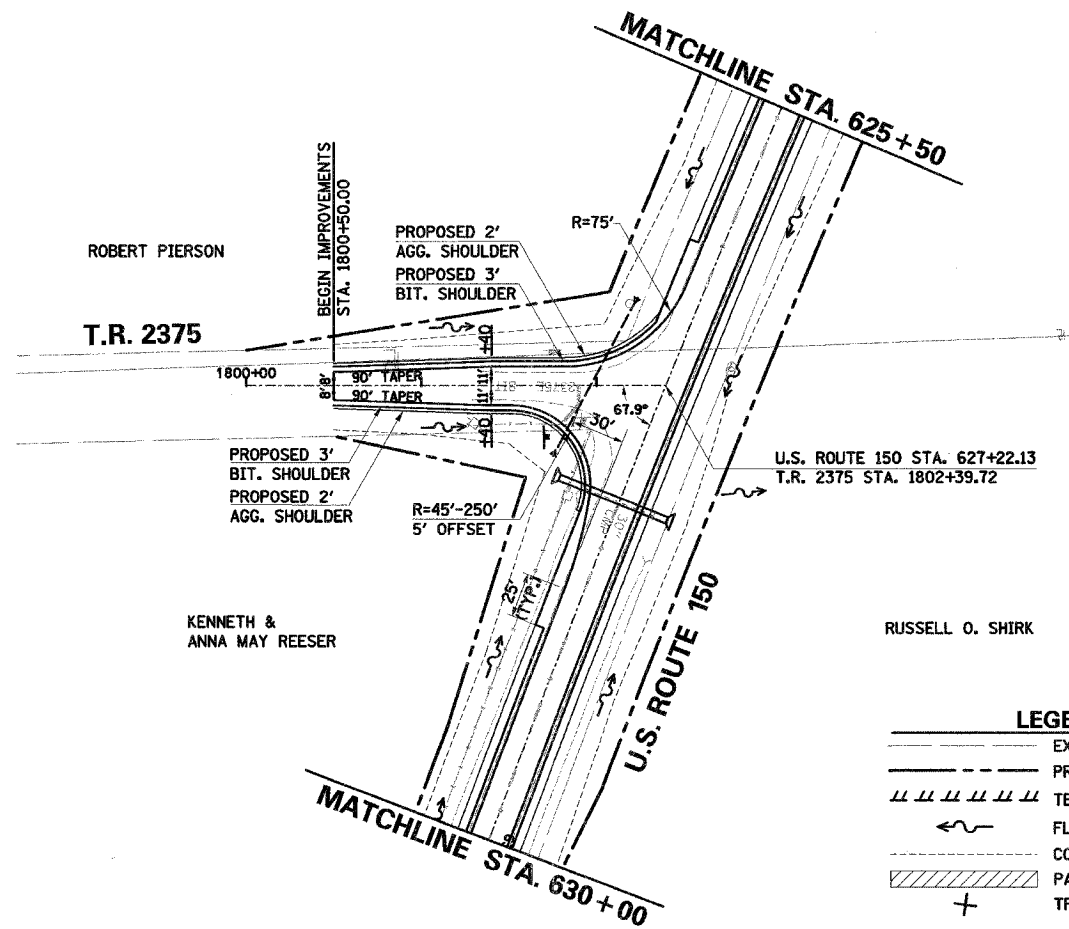 MATCHLINE STA. 625+50
BEGIN IMPROVEMENTS
STA. 1800+50.00
ROBERT PIERSON
PROPOSED 2'
AGG. SHOULDER
PROPOSED 3'
BIT. SHOULDER
R=75'
T.R. 2375
1800+00
8' 8'
90' TAPER
90' TAPER
+40
11' 11'
+40
67.9°
30'
PROPOSED 3'
BIT. SHOULDER
PROPOSED 2'
AGG. SHOULDER
R=45'-250'
5' OFFSET
U.S. ROUTE 150 STA. 627+22.13
T.R. 2375 STA. 1802+39.72
30" CMP
25'
(TYP.)
KENNETH &
ANNA MAY REESER
RUSSELL O. SHIRK
U.S. ROUTE 150
MATCHLINE STA. 630+00
LEGE
EX
PR
TE
FL
CO
PA
TR